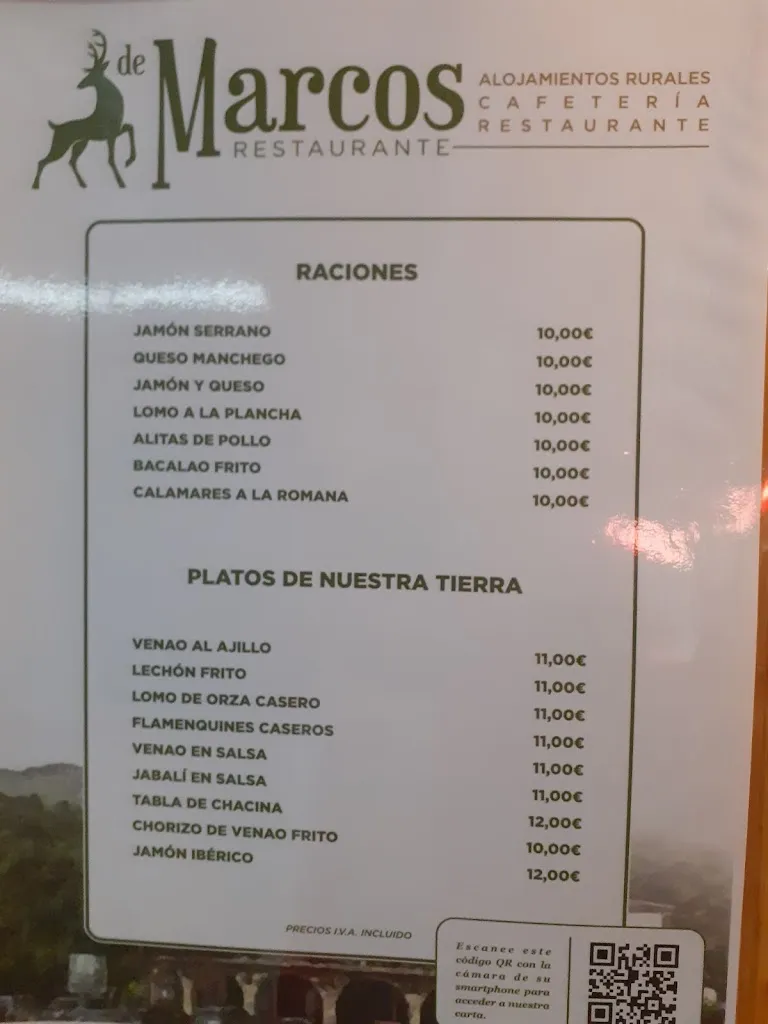 de Marcos
RESTAURANTE
ALOJAMIENTOS RURALES
CAFETERÍA
RESTAURANTE
RACIONES
JAMÓN SERRANO 10,00€
QUESO MANCHEGO 10,00€
JAMÓN Y QUESO 10,00€
LOMO A LA PLANCHA 10,00€
ALITAS DE POLLO 10,00€
BACALAO FRITO 10,00€
CALAMARES A LA ROMANA 10,00€
PLATOS DE NUESTRA TIERRA
VENAO AL AJILLO 11,00€
LECHÓN FRITO 11,00€
LOMO DE ORZA CASERO 11,00€
FLAMENQUINES CASEROS 11,00€
VENAO EN SALSA 11,00€
JABALÍ EN SALSA 11,00€
TABLA DE CHACINA 12,00€
CHORIZO DE VENAO FRITO 10,00€
JAMÓN IBÉRICO 12,00€
PRECIOS I.V.A. INCLUIDO
Escanee este
código QR con la
cámara de su
smartphone para
acceder a nuestra
carta.